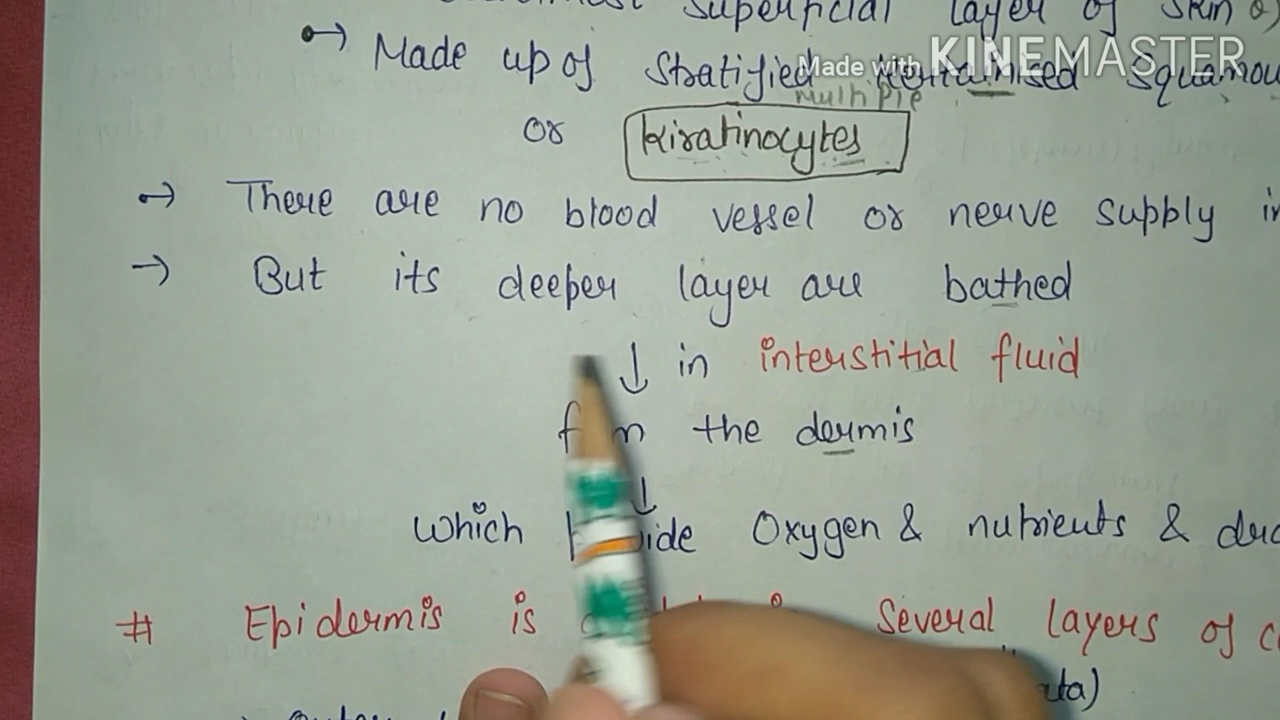 Superficial layer of Skin
Made up of Stratified Squamou
Made with KINEMASTER
multiple
or Kiratinocytes
There are no blood vessel or nerve supply in
But its deeper layer are bathed
↓ in interstitial fluid
the dermis
↓
Which Oxygen & nutrients &
# Epidermis is Several layers of